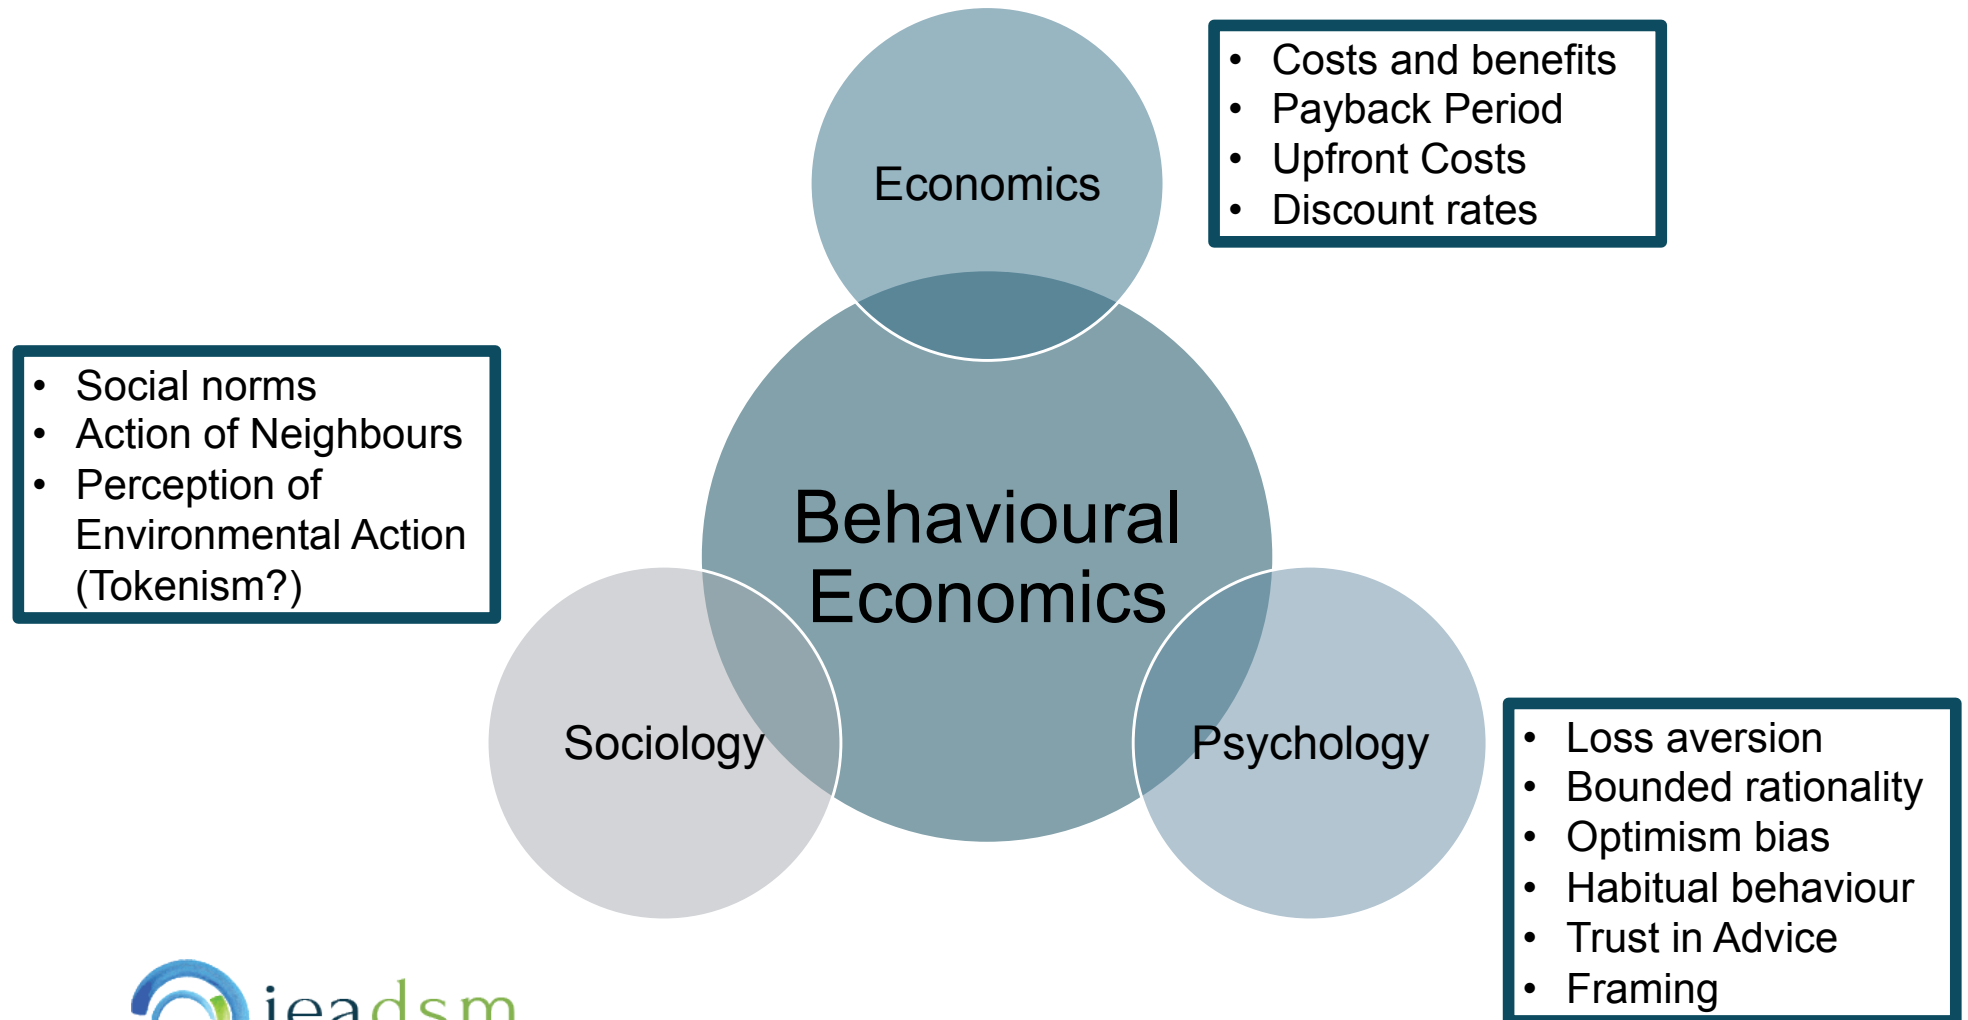 Economics
• Costs and benefits
• Payback Period
• Upfront Costs
• Discount rates
• Social norms
• Action of Neighbours
• Perception of
Environmental Action
(Tokenism?)
Behavioural
Economics
Sociology
Psychology
• Loss aversion
• Bounded rationality
• Optimism bias
• Habitual behaviour
• Trust in Advice
• Framing
ieadsm